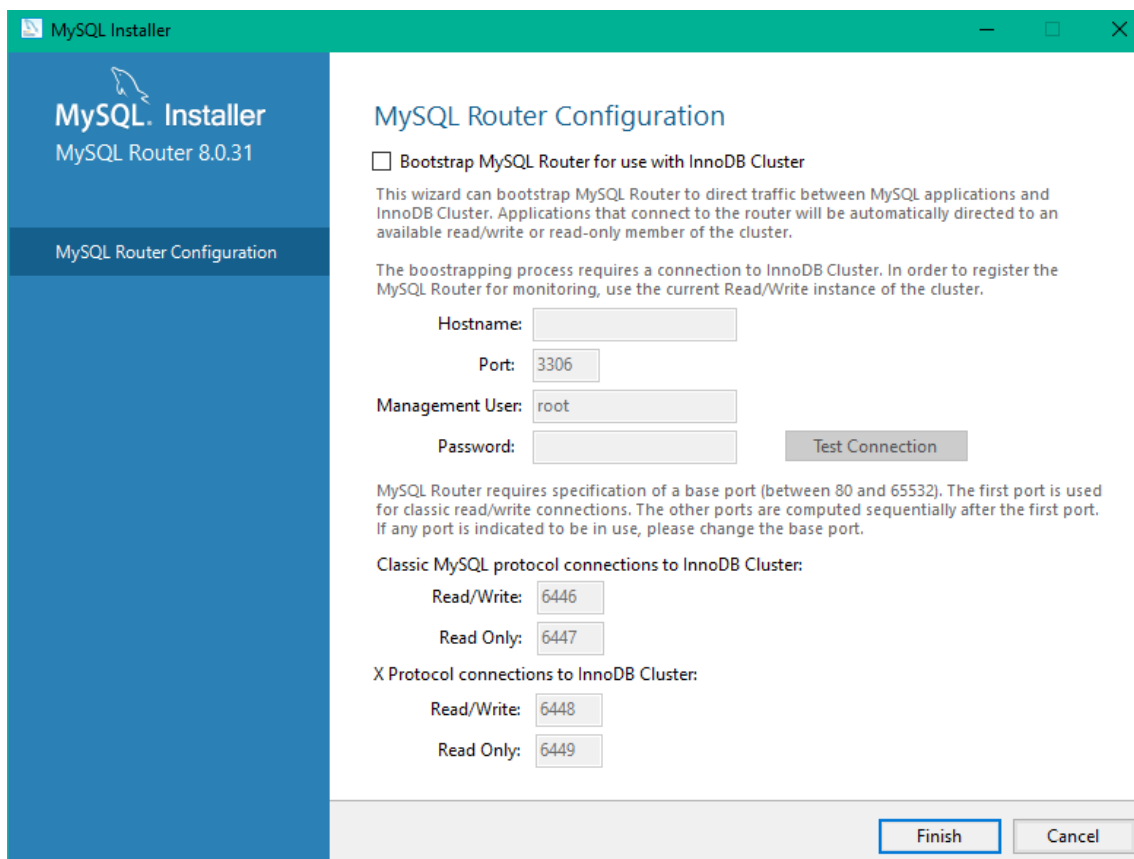 MySQL Installer
MySQL. Installer
MySQL Router 8.0.31
MySQL Router Configuration
MySQL Router Configuration
Bootstrap MySQL Router for use with InnoDB Cluster
This wizard can bootstrap MySQL Router to direct traffic between MySQL applications and
InnoDB Cluster. Applications that connect to the router will be automatically directed to an
available read/write or read-only member of the cluster.
The boostrapping process requires a connection to InnoDB Cluster. In order to register the
MySQL Router for monitoring, use the current Read/Write instance of the cluster.
Hostname:
Port: 3306
Management User: root
Password: Test Connection
MySQL Router requires specification of a base port (between 80 and 65532). The first port is used
for classic read/write connections. The other ports are computed sequentially after the first port.
If any port is indicated to be in use, please change the base port.
Classic MySQL protocol connections to InnoDB Cluster:
Read/Write: 6446
Read Only: 6447
X Protocol connections to InnoDB Cluster:
Read/Write: 6448
Read Only: 6449
Finish Cancel